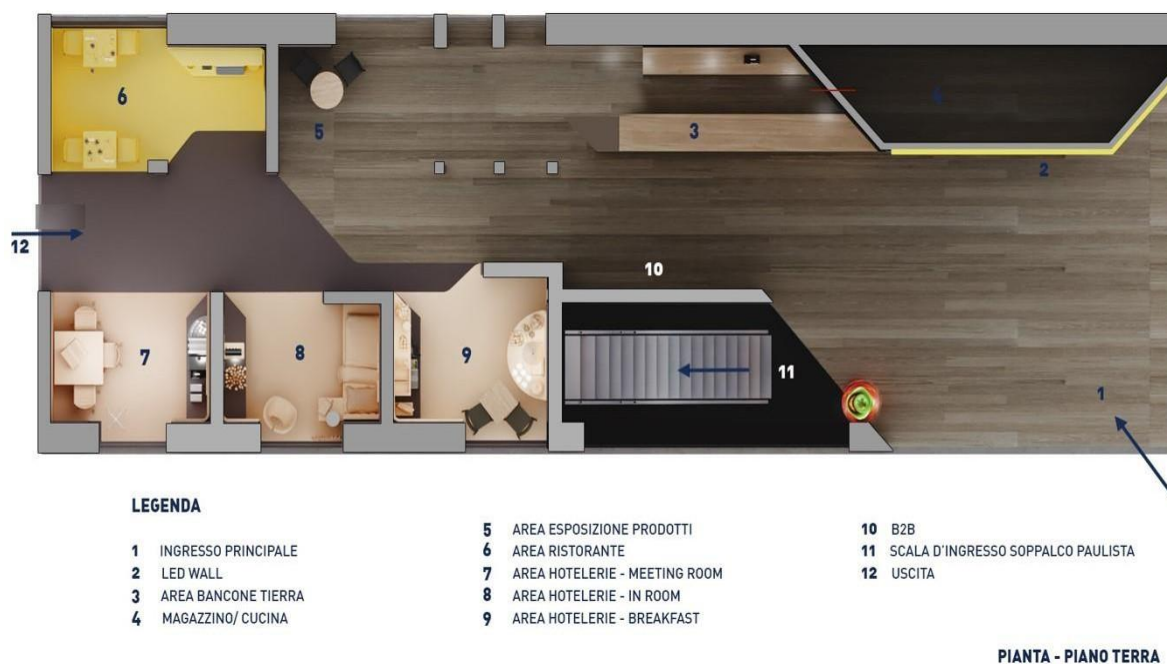 6
5
3
4
2
12
10
7
8
9
11
1
LEGENDA
1 INGRESSO PRINCIPALE
2 LED WALL
3 AREA BANCONE TIERRA
4 MAGAZZINO/ CUCINA
5 AREA ESPOSIZIONE PRODOTTI
6 AREA RISTORANTE
7 AREA HOTELERIE - MEETING ROOM
8 AREA HOTELERIE - IN ROOM
9 AREA HOTELERIE - BREAKFAST
10 B2B
11 SCALA D'INGRESSO SOPPALCO PAULISTA
12 USCITA
PIANTA - PIANO TERRA